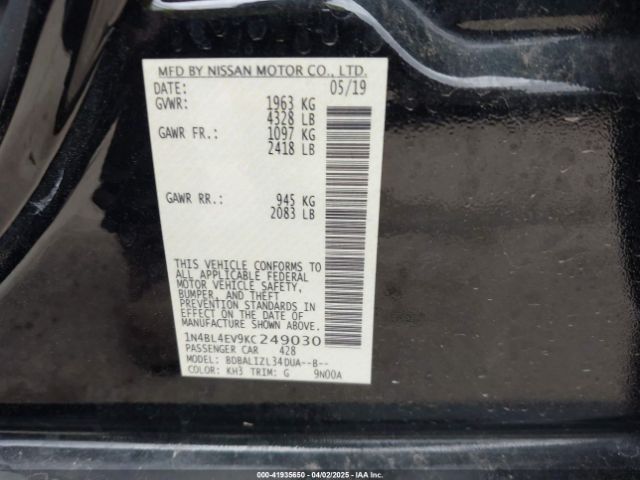 MFD BY NISSAN MOTOR CO., LTD.
DATE: 05/19
GVWR: 1963 KG
4328 LB
GAWR FR.: 1097 KG
2418 LB
GAWR RR.: 945 KG
2083 LB
THIS VEHICLE CONFORMS TO
ALL APPLICABLE FEDERAL
MOTOR VEHICLE SAFETY,
BUMPER, AND THEFT
PREVENTION STANDARDS IN
EFFECT ON THE DATE OF
MANUFACTURE SHOWN ABOVE.
1N4BL4EV9KC249030
PASSENGER CAR 428
MODEL: BDBALIZL34DUA--B--
COLOR: KH3 TRIM: G 9N00A
000-41935650 04/02/2025 IAAI